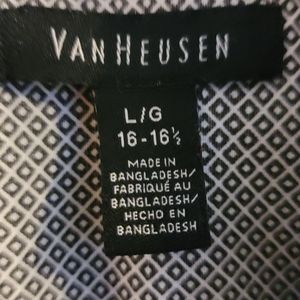 VAN HEUSEN
L/G
16-16½
MADE IN
BANGLADESH/
FABRIQUÉ AU
BANGLADESH/
HECHO EN
BANGLADESH